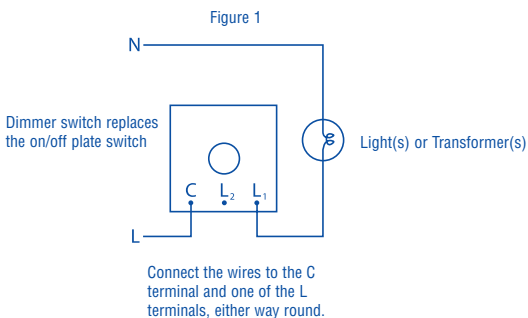 Figure 1
N
Dimmer switch replaces
the on/off plate switch
Light(s) or Transformer(s)
C L₂ L₁
L
Connect the wires to the C
terminal and one of the L
terminals, either way round.